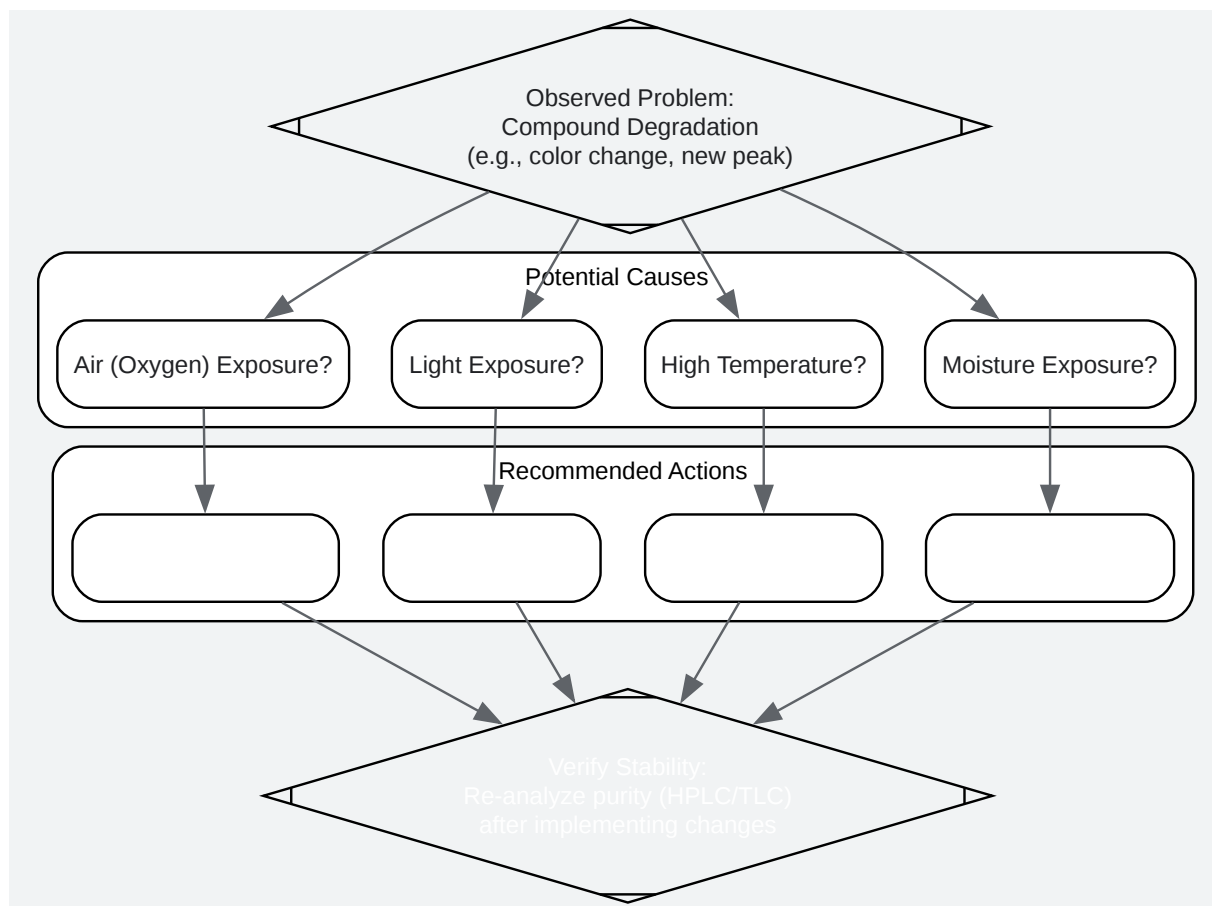 Observed Problem:
Compound Degradation
(e.g., color change, new peak)
Potential Causes
Air (Oxygen) Exposure?
Light Exposure?
High Temperature?
Moisture Exposure?
Recommended Actions
Verify Stability:
Re-analyze purity (HPLC/TLC)
after implementing changes